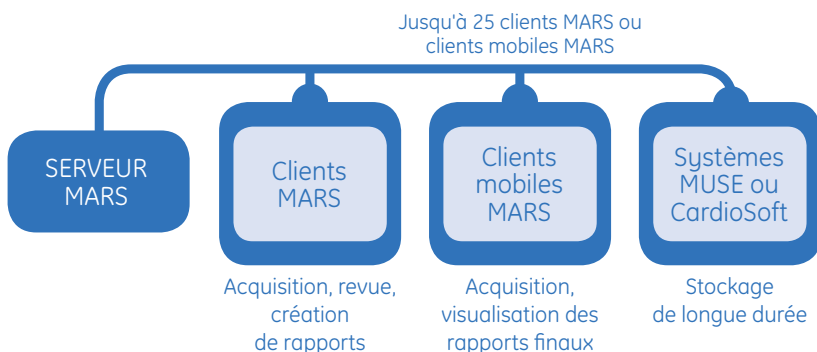 Jusqu'à 25 clients MARS ou
clients mobiles MARS
SERVEUR
MARS
Clients
MARS
Clients
mobiles
MARS
Systèmes
MUSE ou
CardioSoft
Acquisition, revue,
création
de rapports
Acquisition,
visualisation des
rapports finaux
Stockage
de longue durée